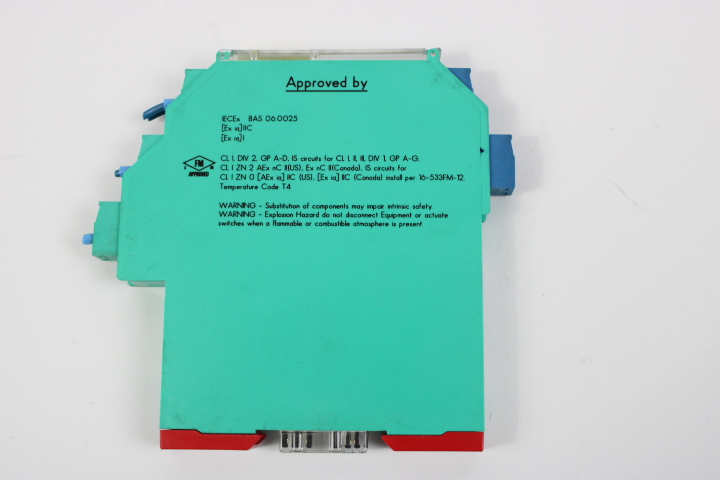 Approved by
IECEx BAS 06.0025
[Ex ia]IIC
[Ex ia]I
FM
APPROVED
CL I, DIV 2, GP A-D, IS circuits for CL I, II, III, DIV 1, GP A-G,
CL I ZN 2 AEx nC II(US), Ex nC II(Canada), IS circuits for
CL I ZN 0 [AEx ia] IIC (US), [Ex ia] IIC (Canada) install per 16-533FM-12.
Temperature Code T4
WARNING - Substitution of components may impair intrinsic safety.
WARNING - Explosion Hazard do not disconnect Equipment or actuate
switches when a flammable or combustible atmosphere is present.